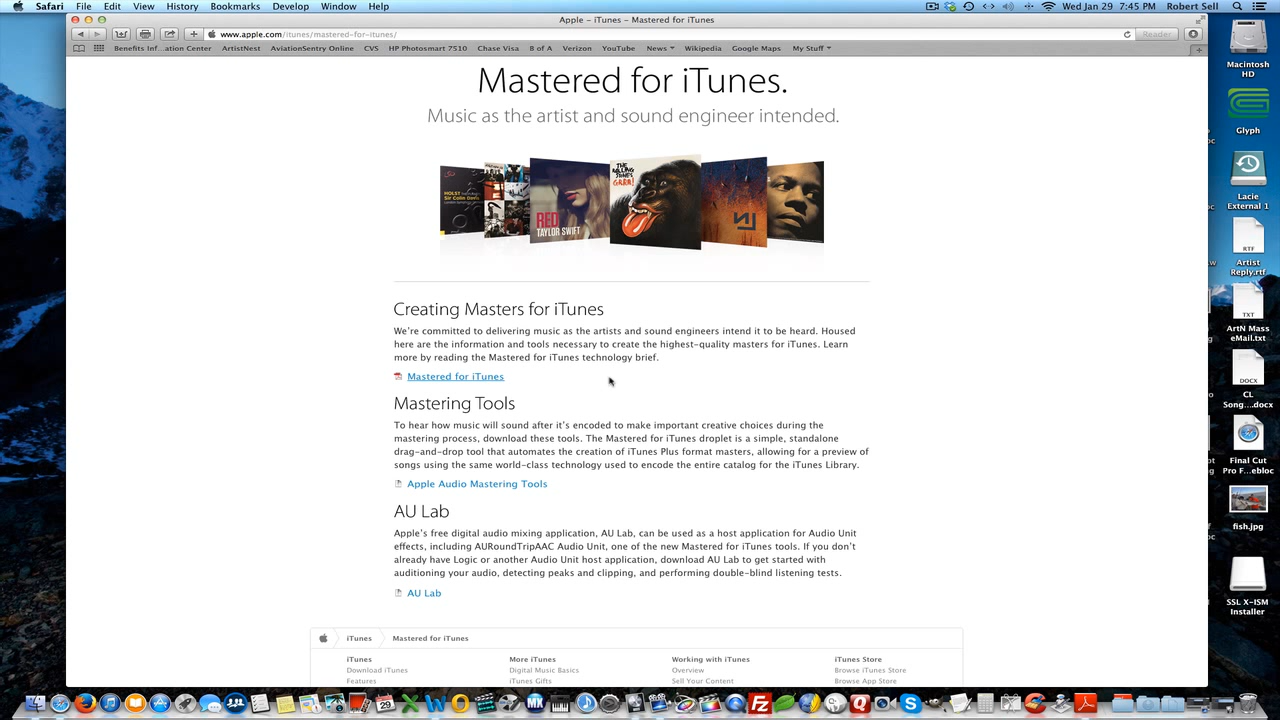 Safari File Edit View History Bookmarks Develop Window Help
Wed Jan 29 7:45 PM Robert Sell
Apple – iTunes – Mastered for iTunes
www.apple.com/itunes/mastered-for-itunes/
Reader
Benefits Inf...ation Center ArtistNest AviationSentry Online CVS HP Photosmart 7510 Chase Visa B of A Verizon YouTube News Wikipedia Google Maps My Stuff
Mastered for iTunes.
Music as the artist and sound engineer intended.
HOLST
Sir Colin Davis
RED
TAYLOR SWIFT
THE ROLLING STONES
GRRR!
Creating Masters for iTunes
We're committed to delivering music as the artists and sound engineers intend it to be heard. Housed
here are the information and tools necessary to create the highest-quality masters for iTunes. Learn
more by reading the Mastered for iTunes technology brief.
Mastered for iTunes
Mastering Tools
To hear how music will sound after it's encoded to make important creative choices during the
mastering process, download these tools. The Mastered for iTunes droplet is a simple, standalone
drag-and-drop tool that automates the creation of iTunes Plus format masters, allowing for a preview of
songs using the same world-class technology used to encode the entire catalog for the iTunes Library.
Apple Audio Mastering Tools
AU Lab
Apple's free digital audio mixing application, AU Lab, can be used as a host application for Audio Unit
effects, including AURoundTripAAC Audio Unit, one of the new Mastered for iTunes tools. If you don't
already have Logic or another Audio Unit host application, download AU Lab to get started with
auditioning your audio, detecting peaks and clipping, and performing double-blind listening tests.
AU Lab
iTunes Mastered for iTunes
iTunes More iTunes Working with iTunes iTunes Store
Download iTunes Digital Music Basics Overview Browse iTunes Store
Features iTunes Gifts Sell Your Content Browse App Store
Macintosh
HD
Glyph
Lacie
External 1
RTF
Artist
Reply.rtf
TXT
ArtN Mass
eMail.txt
DOCX
CL
Song....docx
Final Cut
Pro F...ebloc
fish.jpg
SSL X-ISM
Installer